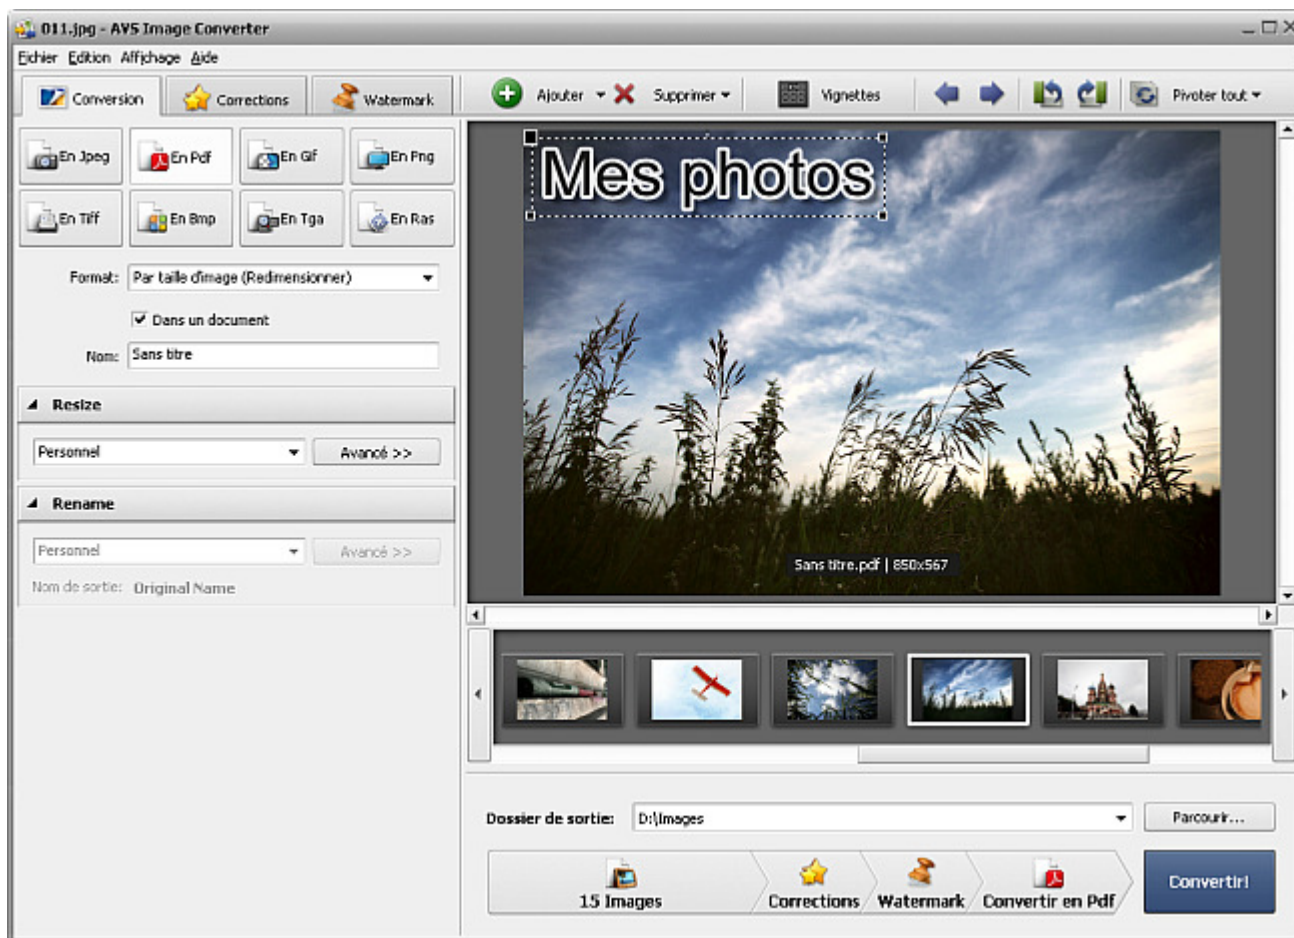 011.jpg - AVS Image Converter
Fichier Edition Affichage Aide
Conversion Corrections Watermark
Ajouter Supprimer Vignettes Pivoter tout
En Jpeg En Pdf En Gif En Png
En Tiff En Bmp En Tga En Ras
Format: Par taille d'image (Redimensionner)
Dans un document
Nom: Sans titre
Resize
Personnel Avancé >>
Rename
Personnel Avancé >>
Nom de sortie: Original Name
Mes photos
Sans titre.pdf | 850x567
Dossier de sortie: D:\Images Parcourir...
15 Images Corrections Watermark Convertir en Pdf Convertir!